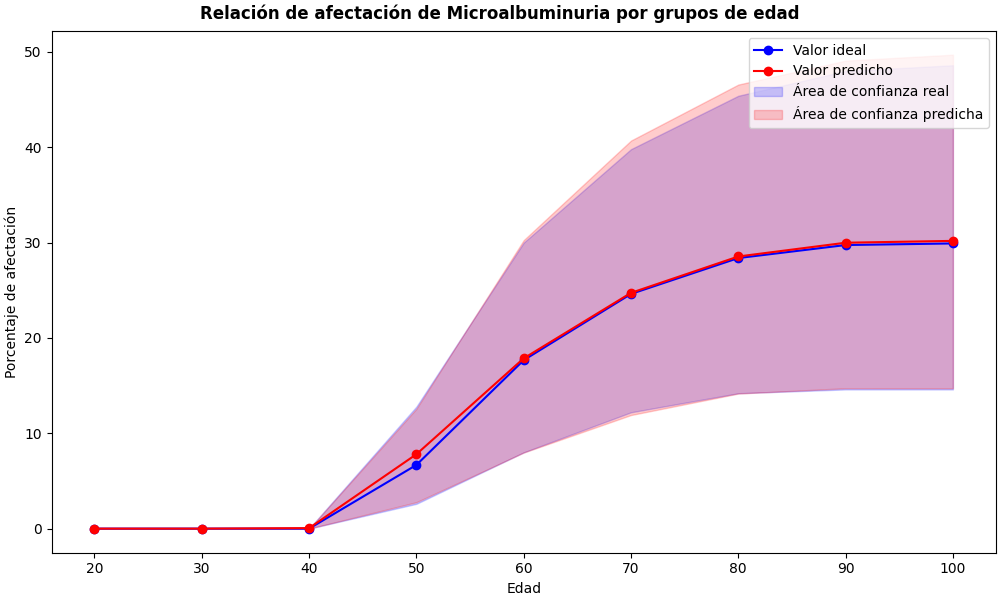 Relación de afectación de Microalbuminuria por grupos de edad
Valor ideal
Valor predicho
Área de confianza real
Área de confianza predicha
Porcentaje de afectación
50
40
30
20
10
0
20 30 40 50 60 70 80 90 100
Edad